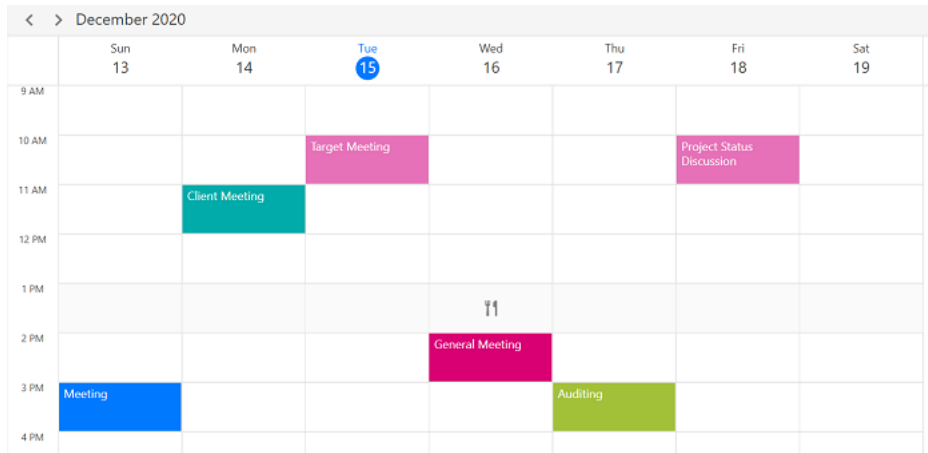 December 2020
Sun Mon Tue Wed Thu Fri Sat
13 14 15 16 17 18 19
9 AM
10 AM
Target Meeting
Project Status
Discussion
11 AM
Client Meeting
12 PM
1 PM
2 PM
General Meeting
3 PM
Meeting
Auditing
4 PM